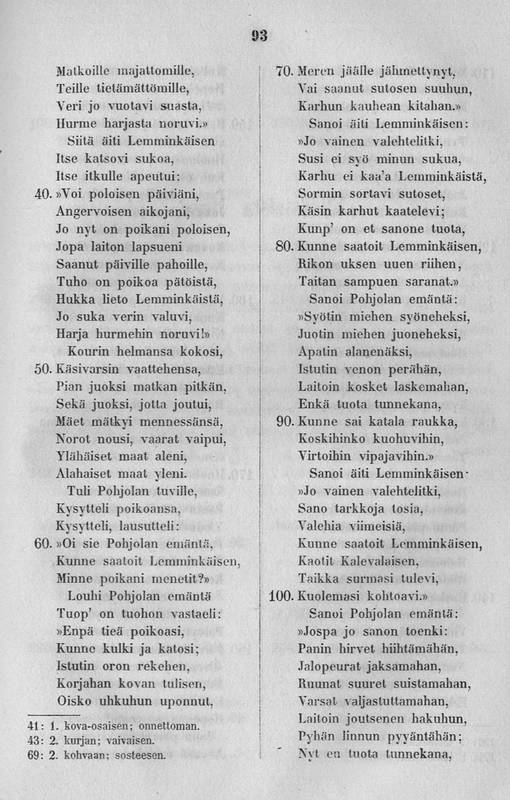 93
Matkoille majattomille,
Teille tietämättömille,
Veri jo vuotavi suasta,
Hurme harjasta noruvi.»
Siitä äiti Lemminkäisen
Itse katsovi sukoa,
Itse itkulle apeutui:
40. »Voi poloisen päiviäni,
Angervoisen aikojani,
Jo nyt on poikani poloisen,
Jopa laiton lapsueni
Saanut päiville pahoille,
Tuho on poikoa pätöistä,
Hukka lieto Lemminkäistä,
Jo suka verin valuvi,
Harja hurmehin noruvi!»
Kourin helmansa kokosi,
50. Käsivarsin vaattehensa,
Pian juoksi matkan pitkän,
Sekä juoksi, jotta joutui,
Mäet mätkyi mennessänsä,
Norot nousi, vaarat vaipui,
Ylähäiset maat aleni,
Alahaiset maat yleni.
Tuli Pohjolan tuville,
Kysytteli poikoansa,
Kysytteli, lausutteli:
60. »Oi sie Pohjolan emäntä,
Kunne saatoit Lemminkäisen,
Minne poikani menetit?»
Louhi Pohjolan emäntä
Tuop' on tuohon vastaeli:
»Enpä tieä poikoasi,
Kunne kulki ja katosi;
Istutin oron rekehen,
Korjahan kovan tulisen,
Oisko uhkuhun uponnut,
41: 1. kova-osaisen; onnettoman.
43: 2. kurjan; vaivaisen.
69: 2. kohvaan; sosteesen.
70. Meren jäälle jähmettynyt,
Vai saanut sutosen suuhun,
Karhun kauhean kitahan.»
Sanoi äiti Lemminkäisen:
»Jo vainen valehtelitki,
Susi ei syö minun sukua,
Karhu ei kaa'a Lemminkäistä,
Sormin sortavi sutoset,
Käsin karhut kaatelevi;
Kunp' on et sanone tuota,
80. Kunne saatoit Lemminkäisen,
Rikon uksen uuen riihen,
Taitan sampuen saranat.»
Sanoi Pohjolan emäntä:
»Syötin miehen syöneheksi,
Juotin miehen juoneheksi,
Apatin alanenäksi,
Istutin venon perähän,
Laitoin kosket laskemahan,
Enkä tuota tunnekana,
90. Kunne sai katala raukka,
Koskihinko kuohuvihin,
Virtoihin vipajavihin.»
Sanoi äiti Lemminkäisen:
»Jo vainen valehtelitki,
Sano tarkkoja tosia,
Valehia viimeisiä,
Kunne saatoit Lemminkäisen,
Kaotit Kalevalaisen,
Taikka surmasi tulevi,
100. Kuolemasi kohtoavi.»
Sanoi Pohjolan emäntä:
»Jospa jo sanon toenki:
Panin hirvet hiihtämähän,
Jalopeurat jaksamahan,
Ruunat suuret suistamahan,
Varsat valjastuttamahan,
Laitoin joutsenen hakuhun,
Pyhän linnun pyyäntähän;
Nyt en tuota tunnekana,